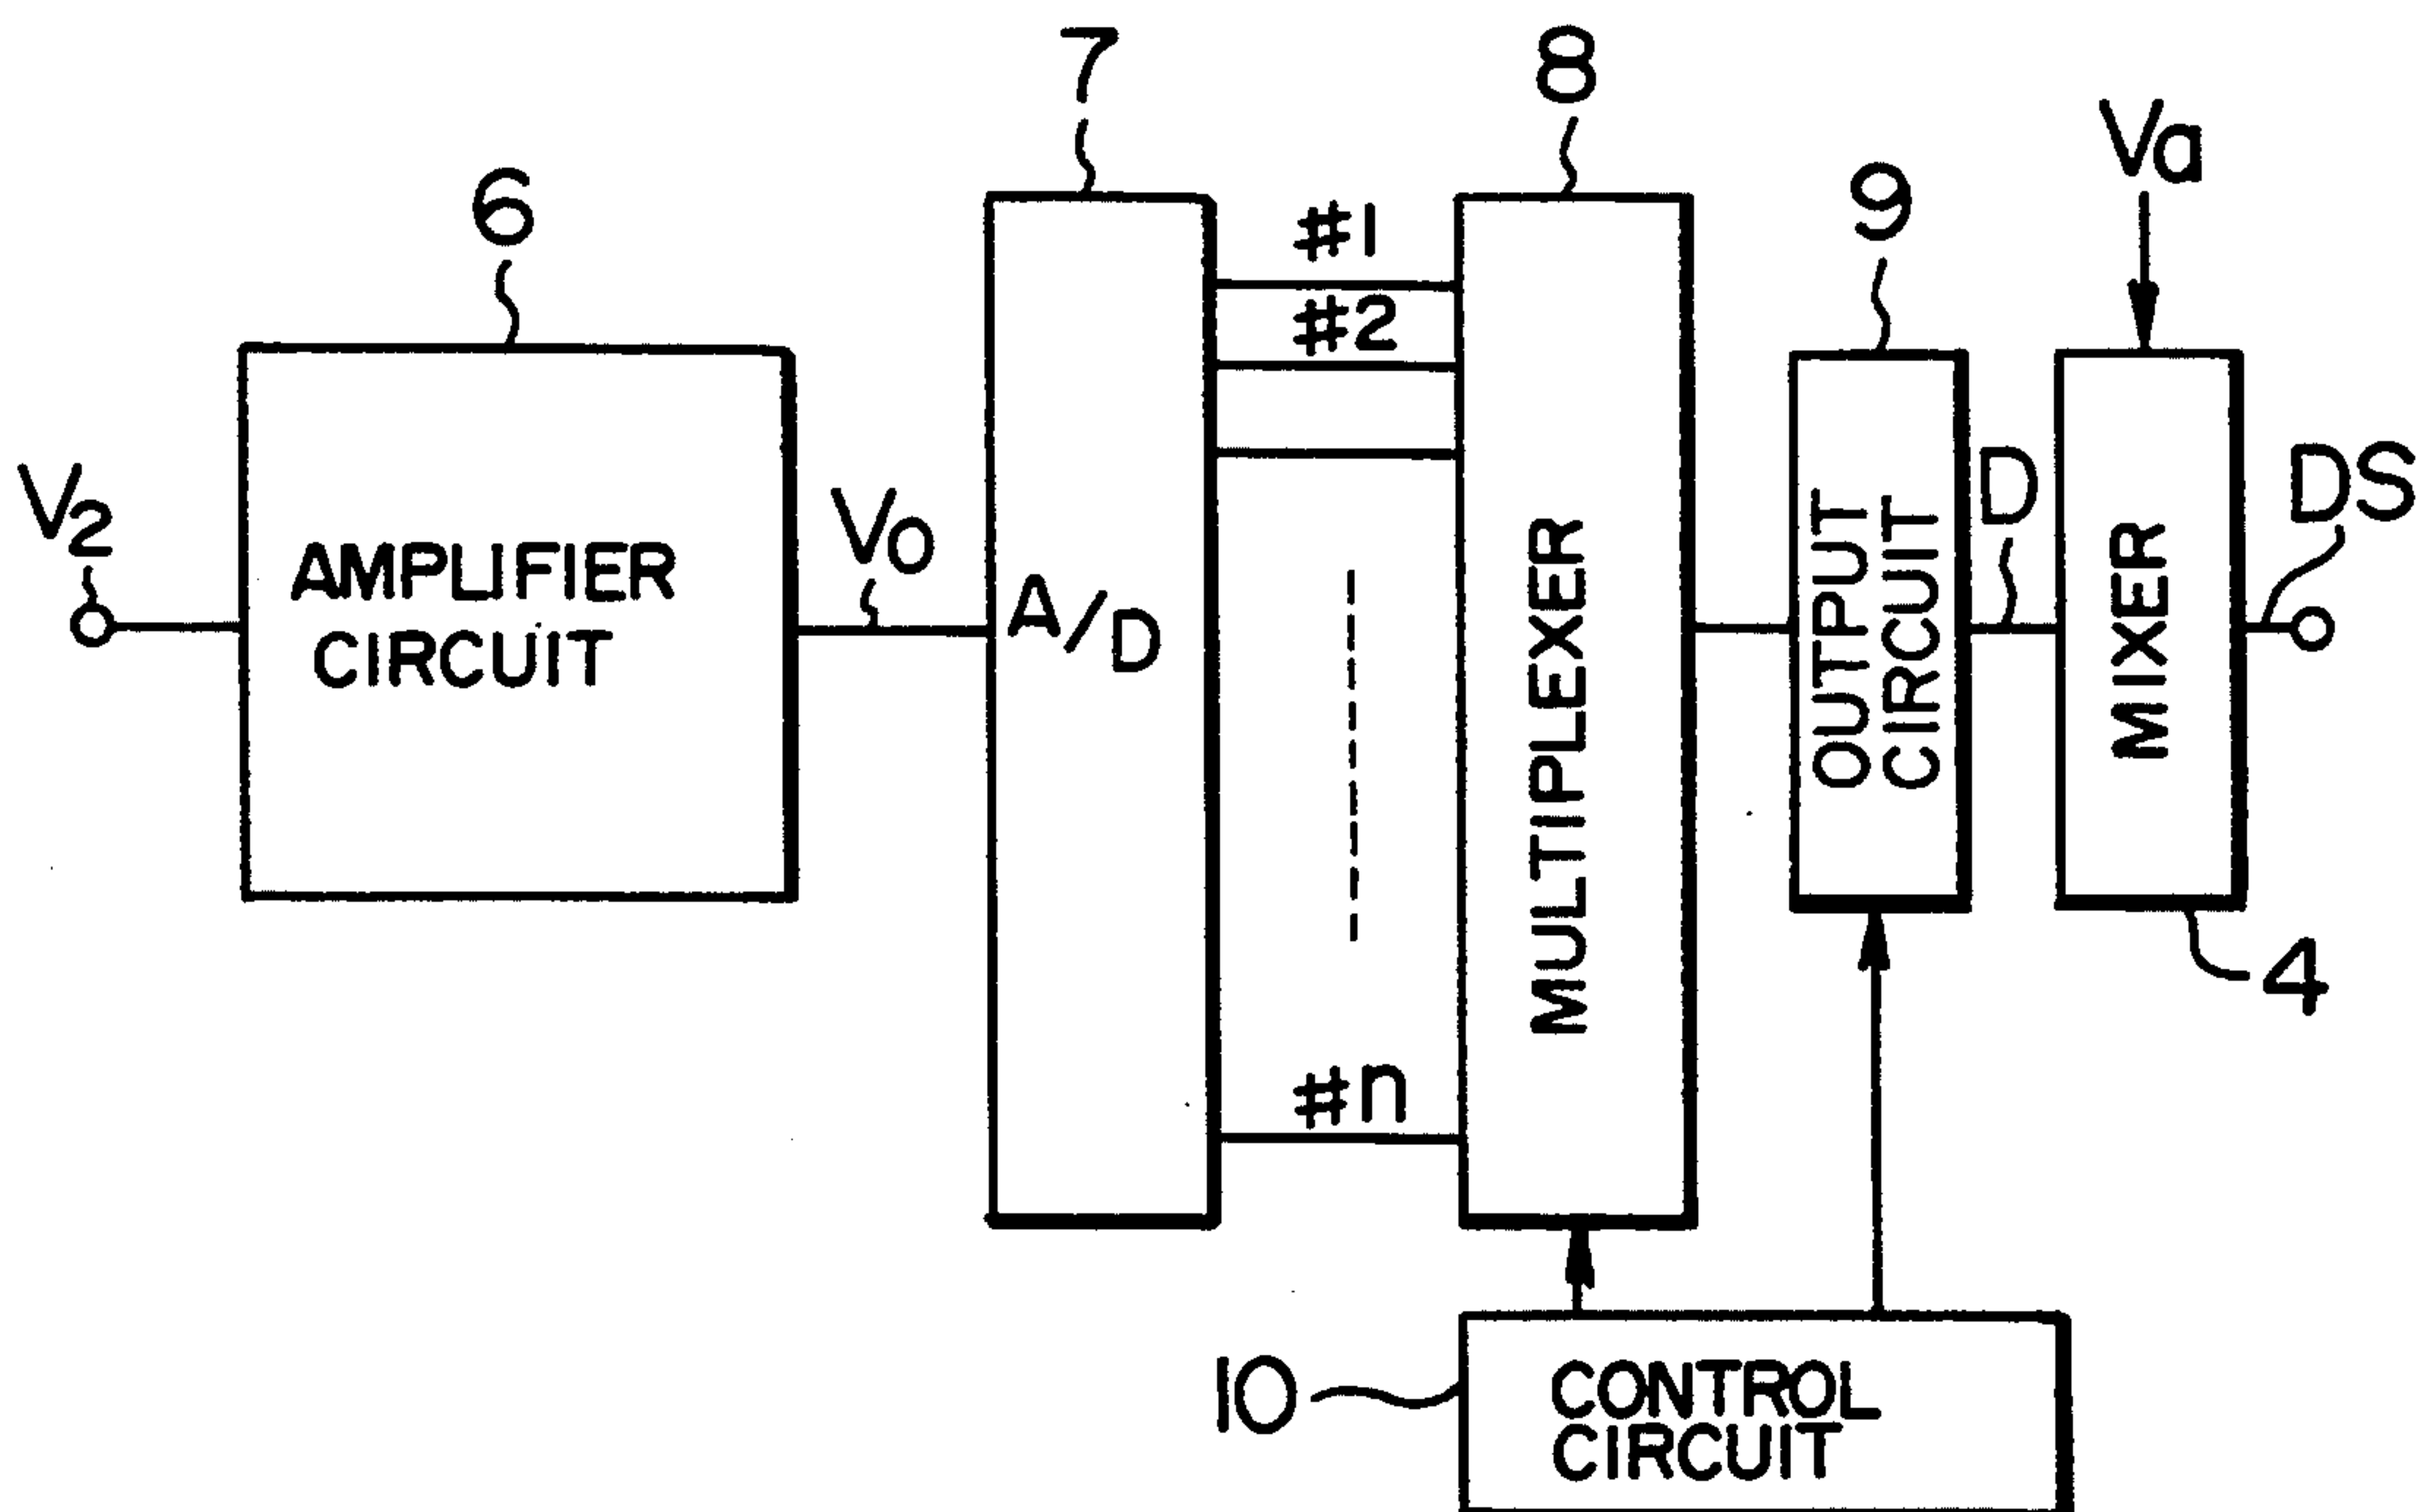 7
8
Va
6
9
#1
#2
V2
AMPLIFIER
CIRCUIT
Vo
A/D
MULTIPLEXER
OUTPUT
CIRCUIT
D
MIXER
DS
4
#n
10
CONTROL
CIRCUIT